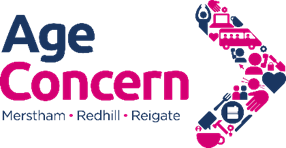 Age
Concern
Merstham • Redhill • Reigate